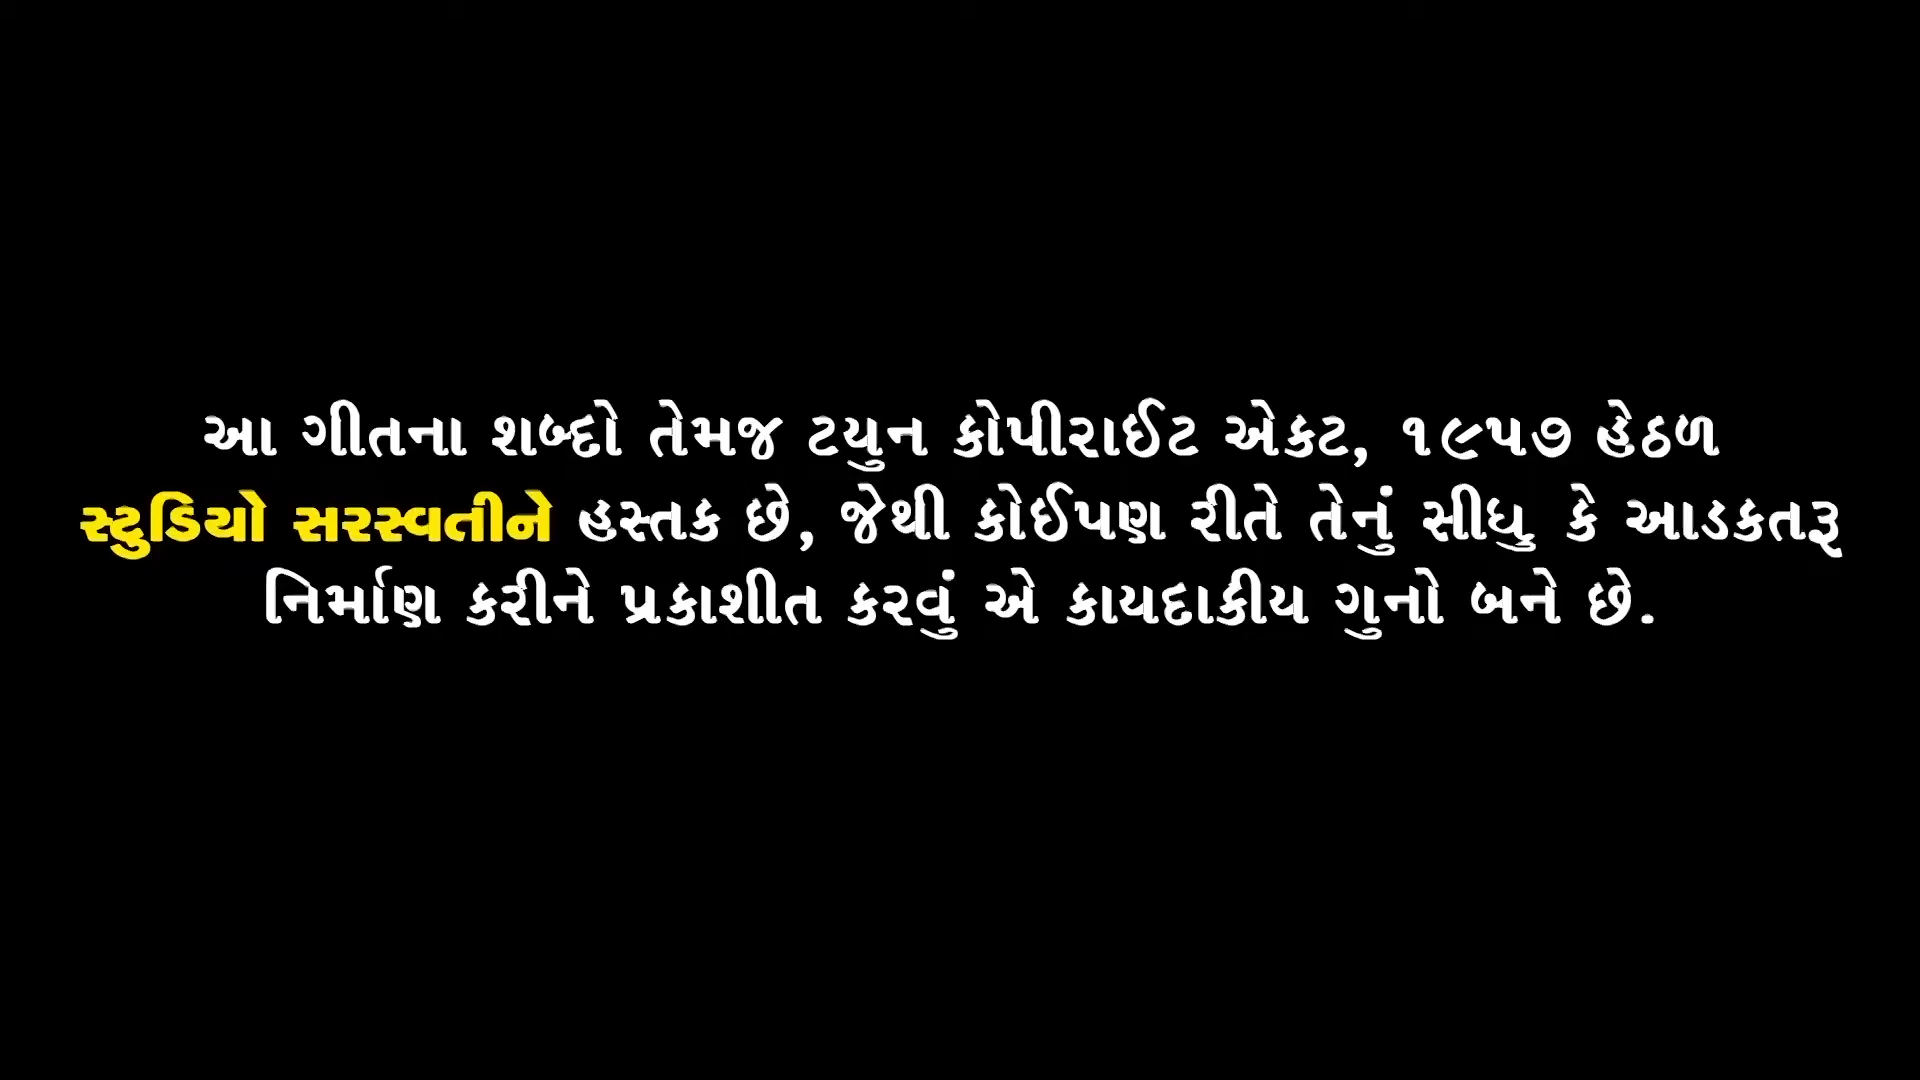 આ ગીતના શબ્દો તેમજ ટયુન કોપીરાઈટ એકટ, ૧૯૫૭ હેઠળ
સ્ટુડિયો સરસ્વતીને હસ્તક છે, જેથી કોઈપણ રીતે તેનું સીધુ કે આડકતરૂ
નિર્માણ કરીને પ્રકાશીત કરવું એ કાયદાકીય ગુનો બને છે.